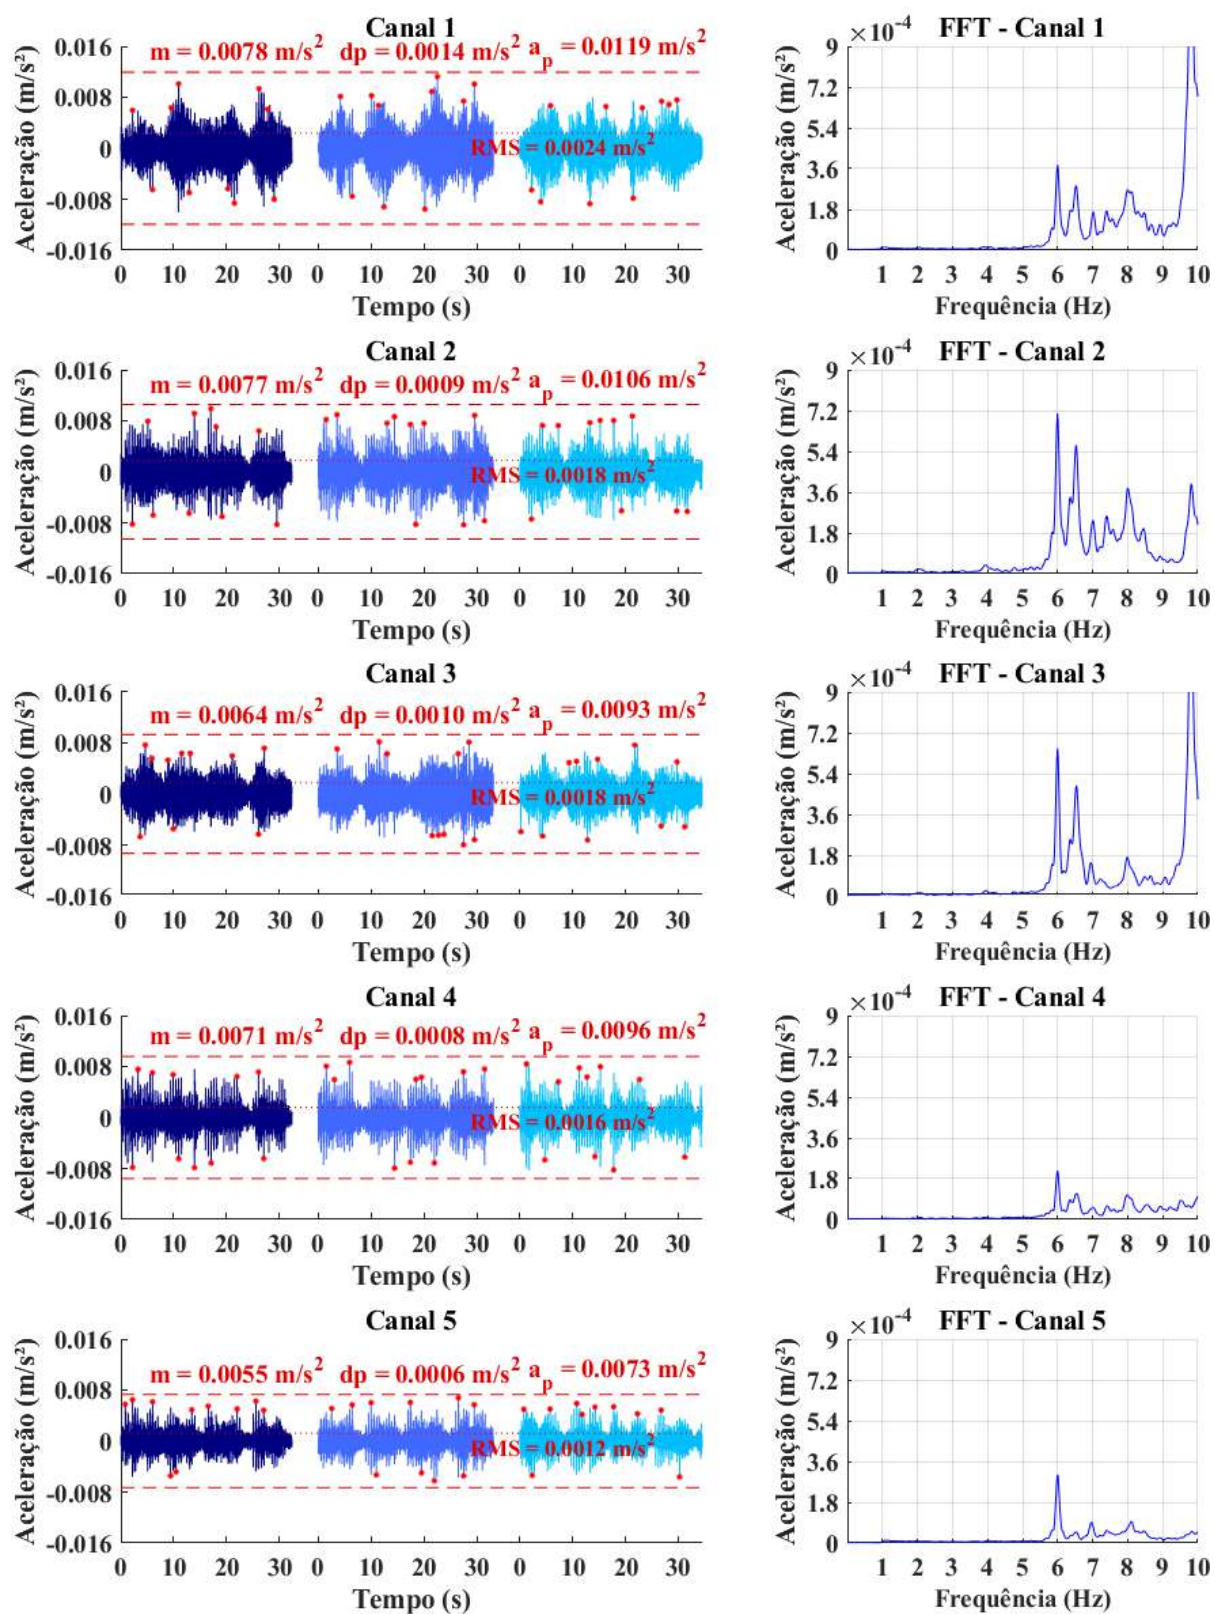 Canal 1
m = 0.0078 m/s² dp = 0.0014 m/s² a_p = 0.0119 m/s²
Aceleração (m/s²)
0.016
0.008
0
-0.008
-0.016
RMS = 0.0024 m/s²
0 10 20 30 0 10 20 30 0 10 20 30
Tempo (s)
×10⁻⁴ FFT - Canal 1
Aceleração (m/s²)
9
7.2
5.4
3.6
1.8
0
1 2 3 4 5 6 7 8 9 10
Frequência (Hz)
Canal 2
m = 0.0077 m/s² dp = 0.0009 m/s² a_p = 0.0106 m/s²
Aceleração (m/s²)
0.016
0.008
0
-0.008
-0.016
RMS = 0.0018 m/s²
0 10 20 30 0 10 20 30 0 10 20 30
Tempo (s)
×10⁻⁴ FFT - Canal 2
Aceleração (m/s²)
9
7.2
5.4
3.6
1.8
0
1 2 3 4 5 6 7 8 9 10
Frequência (Hz)
Canal 3
m = 0.0064 m/s² dp = 0.0010 m/s² a_p = 0.0093 m/s²
Aceleração (m/s²)
0.016
0.008
0
-0.008
-0.016
RMS = 0.0018 m/s²
0 10 20 30 0 10 20 30 0 10 20 30
Tempo (s)
×10⁻⁴ FFT - Canal 3
Aceleração (m/s²)
9
7.2
5.4
3.6
1.8
0
1 2 3 4 5 6 7 8 9 10
Frequência (Hz)
Canal 4
m = 0.0071 m/s² dp = 0.0008 m/s² a_p = 0.0096 m/s²
Aceleração (m/s²)
0.016
0.008
0
-0.008
-0.016
RMS = 0.0016 m/s²
0 10 20 30 0 10 20 30 0 10 20 30
Tempo (s)
×10⁻⁴ FFT - Canal 4
Aceleração (m/s²)
9
7.2
5.4
3.6
1.8
0
1 2 3 4 5 6 7 8 9 10
Frequência (Hz)
Canal 5
m = 0.0055 m/s² dp = 0.0006 m/s² a_p = 0.0073 m/s²
Aceleração (m/s²)
0.016
0.008
0
-0.008
-0.016
RMS = 0.0012 m/s²
0 10 20 30 0 10 20 30 0 10 20 30
Tempo (s)
×10⁻⁴ FFT - Canal 5
Aceleração (m/s²)
9
7.2
5.4
3.6
1.8
0
1 2 3 4 5 6 7 8 9 10
Frequência (Hz)